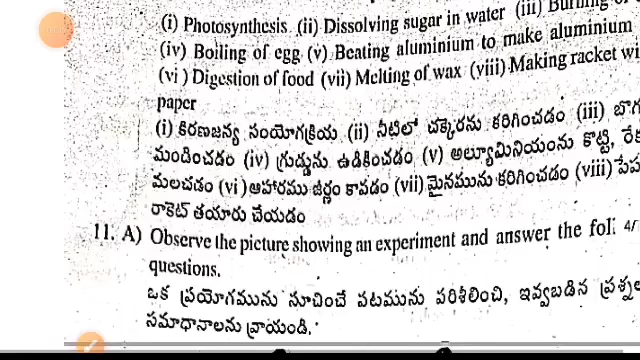 (i) Photosynthesis (ii) Dissolving sugar in water (iii) Burning of
(iv) Boiling of egg (v) Beating aluminium to make aluminium
(vi) Digestion of food (vii) Melting of wax (viii) Making racket wi
paper
(i) కిరణజన్య సంయోగక్రియ (ii) నీటిలో చక్కెరను కరిగించడం (iii) బొగ
మండించడం (iv) గ్రుడ్డును ఉడికించడం (v) అల్యూమినియంను కొట్టి, రేక
మలచడం (vi) ఆహారము జీర్ణం కావడం (vii) మైనమును కరిగించడం (viii) పేప
రాకెట్ తయారు చేయడం
11. A) Observe the picture showing an experiment and answer the fol 4/
questions.
ఒక ప్రయోగమును సూచించే పటమును పరిశీలించి, ఇవ్వబడిన ప్రశ్నల
సమాధానాలను వ్రాయండి.